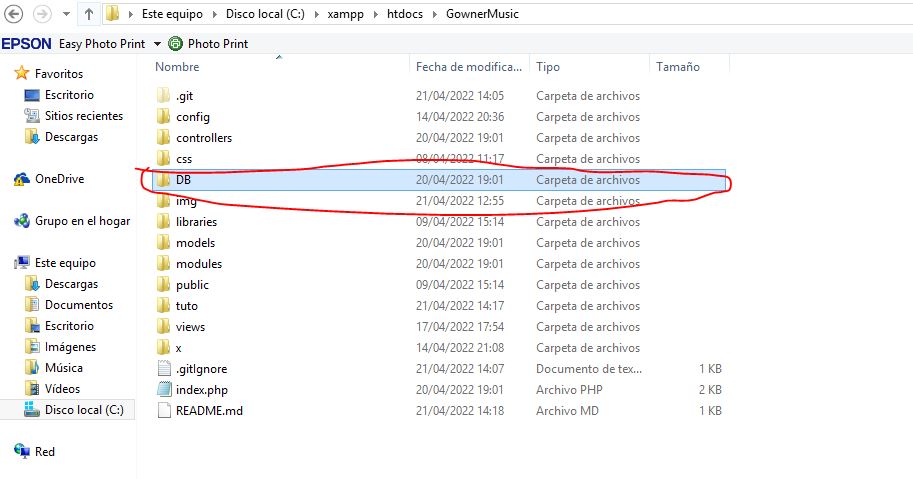 Este equipo Disco local (C:) xampp htdocs GownerMusic
EPSON Easy Photo Print Photo Print
Nombre Fecha de modifica... Tipo Tamaño
Favoritos
Escritorio
Sitios recientes
Descargas
OneDrive
Grupo en el hogar
Este equipo
Descargas
Documentos
Escritorio
Imágenes
Música
Vídeos
Disco local (C:)
Red
.git 21/04/2022 14:05 Carpeta de archivos
config 14/04/2022 20:36 Carpeta de archivos
controllers 20/04/2022 19:01 Carpeta de archivos
css 08/04/2022 11:17 Carpeta de archivos
DB 20/04/2022 19:01 Carpeta de archivos
img 21/04/2022 12:55 Carpeta de archivos
libraries 09/04/2022 15:14 Carpeta de archivos
models 20/04/2022 19:01 Carpeta de archivos
modules 20/04/2022 19:01 Carpeta de archivos
public 09/04/2022 15:14 Carpeta de archivos
tuto 21/04/2022 14:17 Carpeta de archivos
views 17/04/2022 17:54 Carpeta de archivos
x 14/04/2022 21:08 Carpeta de archivos
.gitIgnore 21/04/2022 14:07 Documento de tex... 1 KB
index.php 20/04/2022 19:01 Archivo PHP 2 KB
README.md 21/04/2022 14:18 Archivo MD 1 KB